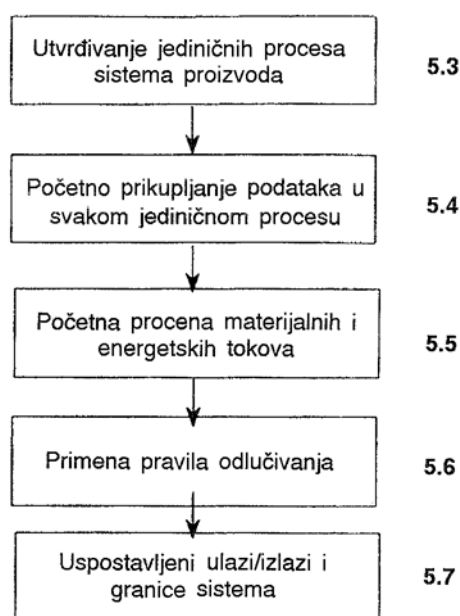 Utvrđivanje jediničnih procesa
sistema proizvoda
5.3
Početno prikupljanje podataka u
svakom jediničnom procesu
5.4
Početna procena materijalnih i
energetskih tokova
5.5
Primena pravila odlučivanja
5.6
Uspostavljeni ulazi/izlazi i
granice sistema
5.7